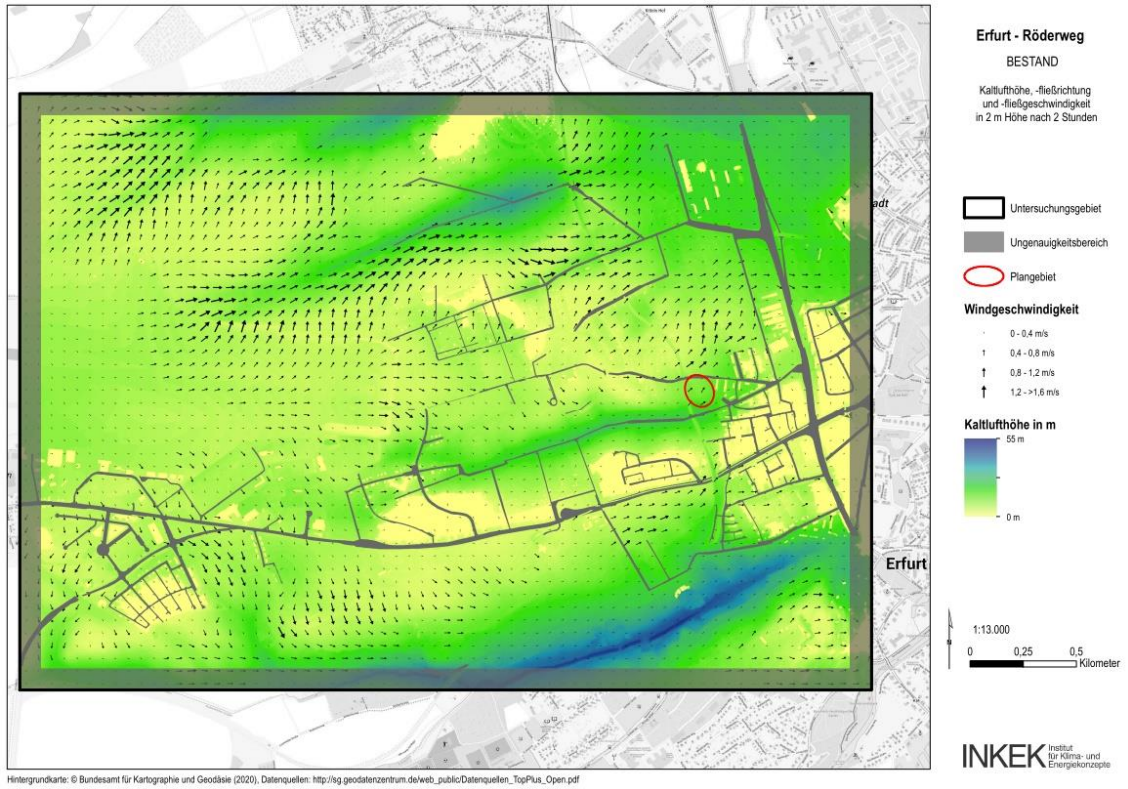 Erfurt - Röderweg
BESTAND
Kaltlufthöhe, -fließrichtung
und -fließgeschwindigkeit
in 2 m Höhe nach 2 Stunden
Untersuchungsgebiet
Ungenauigkeitsbereich
Plangebiet
Windgeschwindigkeit
0 - 0,4 m/s
0,4 - 0,8 m/s
0,8 - 1,2 m/s
1,2 - >1,6 m/s
Kaltlufthöhe in m
55 m
0 m
adt
Erfurt
N
1:13.000
0 0,25 0,5
Kilometer
INKEK Institut
für Klima- und
Energiekonzepte
Hintergrundkarte: © Bundesamt für Kartographie und Geodäsie (2020), Datenquellen: http://sg.geodatenzentrum.de/web_public/Datenquellen_TopPlus_Open.pdf